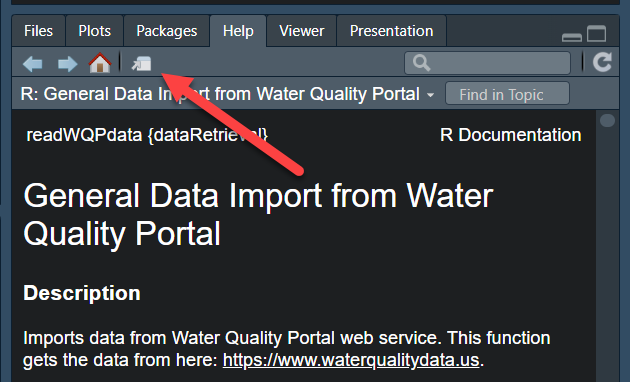 Files Plots Packages Help Viewer Presentation
R: General Data Import from Water Quality Portal Find in Topic
readWQPdata {dataRetrieval} R Documentation
General Data Import from Water
Quality Portal
Description
Imports data from Water Quality Portal web service. This function
gets the data from here: https://www.waterqualitydata.us.